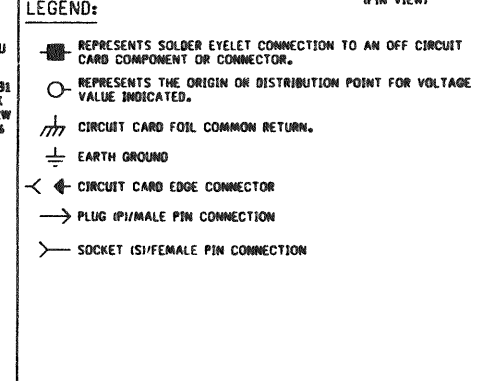 (PIN VIEW)
LEGEND:
REPRESENTS SOLDER EYELET CONNECTION TO AN OFF CIRCUIT
CARD COMPONENT OR CONNECTOR.
REPRESENTS THE ORIGIN OR DISTRIBUTION POINT FOR VOLTAGE
VALUE INDICATED.
CIRCUIT CARD FOIL COMMON RETURN.
EARTH GROUND
CIRCUIT CARD EDGE CONNECTOR
PLUG (P)/MALE PIN CONNECTION
SOCKET (S)/FEMALE PIN CONNECTION